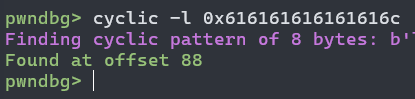 pwndbg> cyclic -l 0x616161616161616c
Finding cyclic pattern of 8 bytes: b'
Found at offset 88
pwndbg>